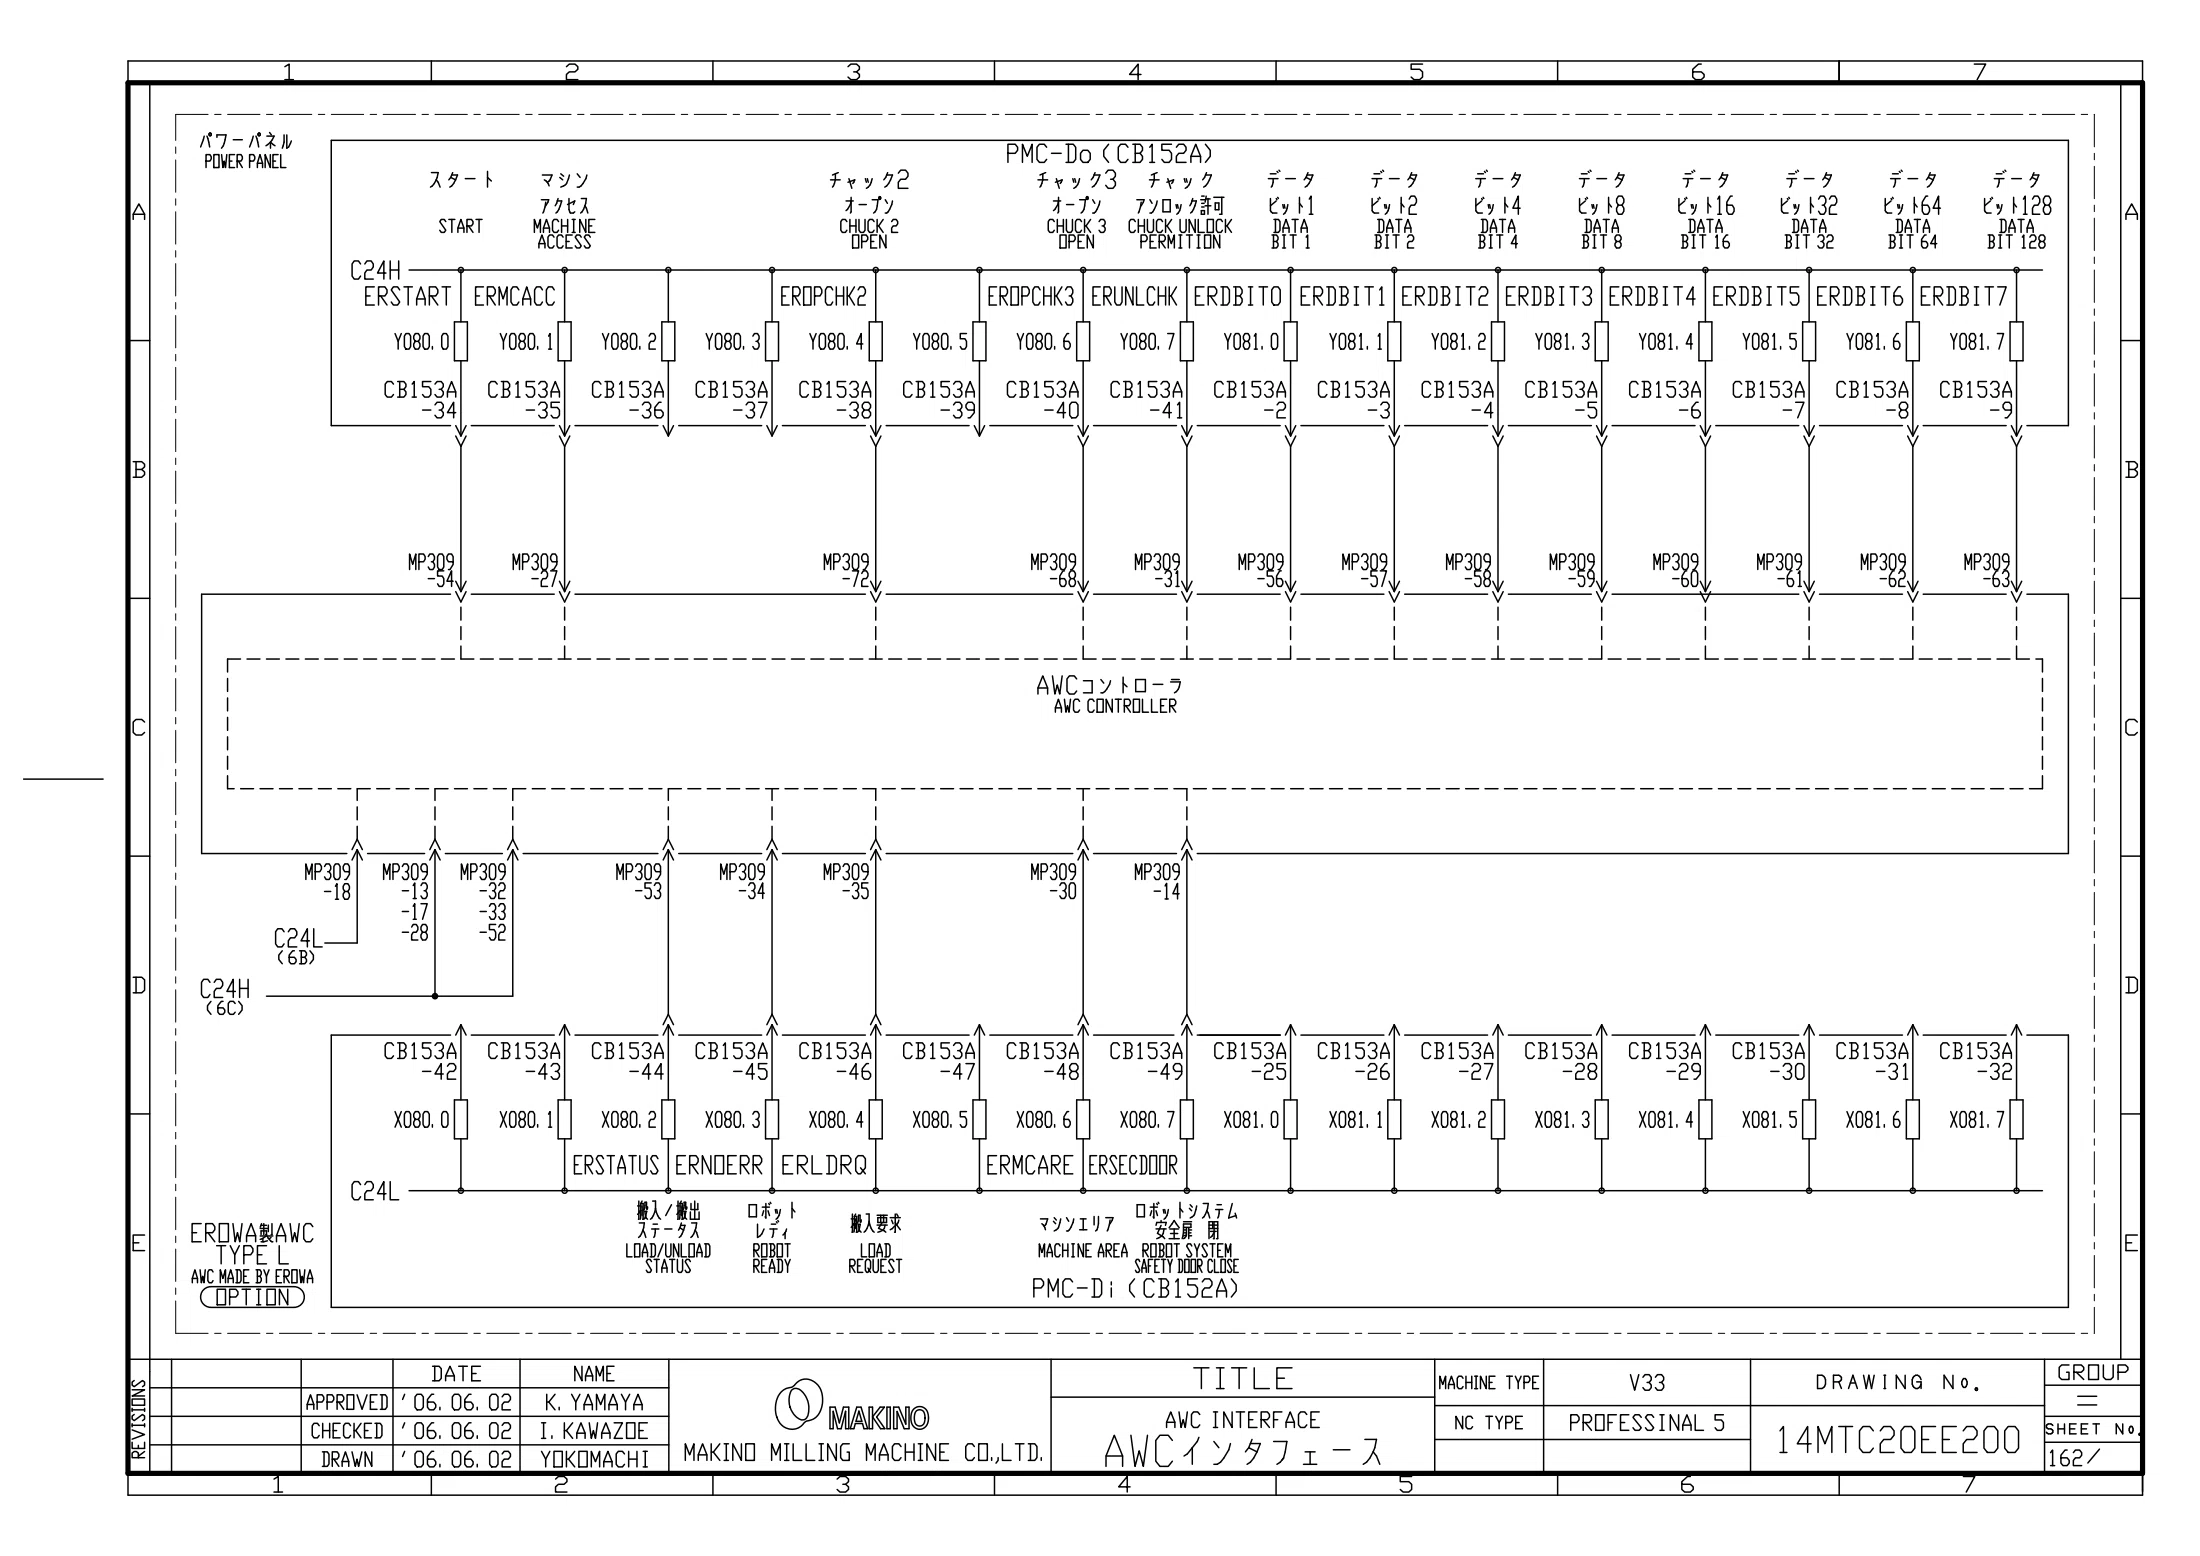 1 2 3 4 5 6 7
パワーパネル
POWER PANEL
PMC-Do (CB152A)
スタート マシン チャック2 チャック3 チャック データ データ データ データ データ データ データ データ
アクセス オープン オープン アンロック許可 ビット1 ビット2 ビット4 ビット8 ビット16 ビット32 ビット64 ビット128
START MACHINE CHUCK 2 CHUCK 3 CHUCK UNLOCK DATA DATA DATA DATA DATA DATA DATA DATA
ACCESS OPEN OPEN PERMITION BIT 1 BIT 2 BIT 4 BIT 8 BIT 16 BIT 32 BIT 64 BIT 128
A A
C24H
ERSTART ERMCACC EROPCHK2 EROPCHK3 ERUNLCHK ERDBIT0 ERDBIT1 ERDBIT2 ERDBIT3 ERDBIT4 ERDBIT5 ERDBIT6 ERDBIT7
Y080.0 Y080.1 Y080.2 Y080.3 Y080.4 Y080.5 Y080.6 Y080.7 Y081.0 Y081.1 Y081.2 Y081.3 Y081.4 Y081.5 Y081.6 Y081.7
CB153A CB153A CB153A CB153A CB153A CB153A CB153A CB153A CB153A CB153A CB153A CB153A CB153A CB153A CB153A CB153A
-34 -35 -36 -37 -38 -39 -40 -41 -2 -3 -4 -5 -6 -7 -8 -9
B B
MP309 MP309 MP309 MP309 MP309 MP309 MP309 MP309 MP309 MP309 MP309 MP309 MP309
-54 -27 -72 -68 -31 -56 -57 -58 -59 -60 -61 -62 -63
AWCコントローラ
AWC CONTROLLER
C C
MP309 MP309 MP309 MP309 MP309 MP309 MP309 MP309
-18 -13 -32 -53 -34 -35 -30 -14
-17 -33
-28 -52
C24L
(6B)
C24H
(6C)
D D
CB153A CB153A CB153A CB153A CB153A CB153A CB153A CB153A CB153A CB153A CB153A CB153A CB153A CB153A CB153A CB153A
-42 -43 -44 -45 -46 -47 -48 -49 -25 -26 -27 -28 -29 -30 -31 -32
X080.0 X080.1 X080.2 X080.3 X080.4 X080.5 X080.6 X080.7 X081.0 X081.1 X081.2 X081.3 X081.4 X081.5 X081.6 X081.7
ERSTATUS ERNOERR ERLDRQ ERMCARE ERSECDOOR
C24L
搬入/搬出 ロボット 搬入要求 マシンエリア ロボットシステム
ステータス レディ 安全扉 閉
LOAD/UNLOAD ROBOT LOAD MACHINE AREA ROBOT SYSTEM
STATUS READY REQUEST SAFETY DOOR CLOSE
PMC-Di (CB152A)
E E
EROWA製AWC
TYPE L
AWC MADE BY EROWA
OPTION
REVISIONS
DATE NAME
APPROVED '06.06.02 K. YAMAYA
CHECKED '06.06.02 I. KAWAZOE
DRAWN '06.06.02 YOKOMACHI
MAKINO
MAKINO MILLING MACHINE CO.,LTD.
TITLE
AWC INTERFACE
AWCインタフェース
MACHINE TYPE V33
NC TYPE PROFESSINAL 5
DRAWING No.
14MTC20EE200
GROUP
=
SHEET No.
162/
1 2 3 4 5 6 7